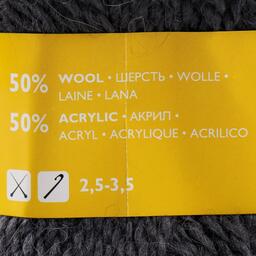 50% WOOL • ШЕРСТЬ • WOLLE •
LAINE • LANA
50% ACRYLIC • АКРИЛ •
ACRYL • ACRYLIQUE • ACRILICO
2,5-3,5